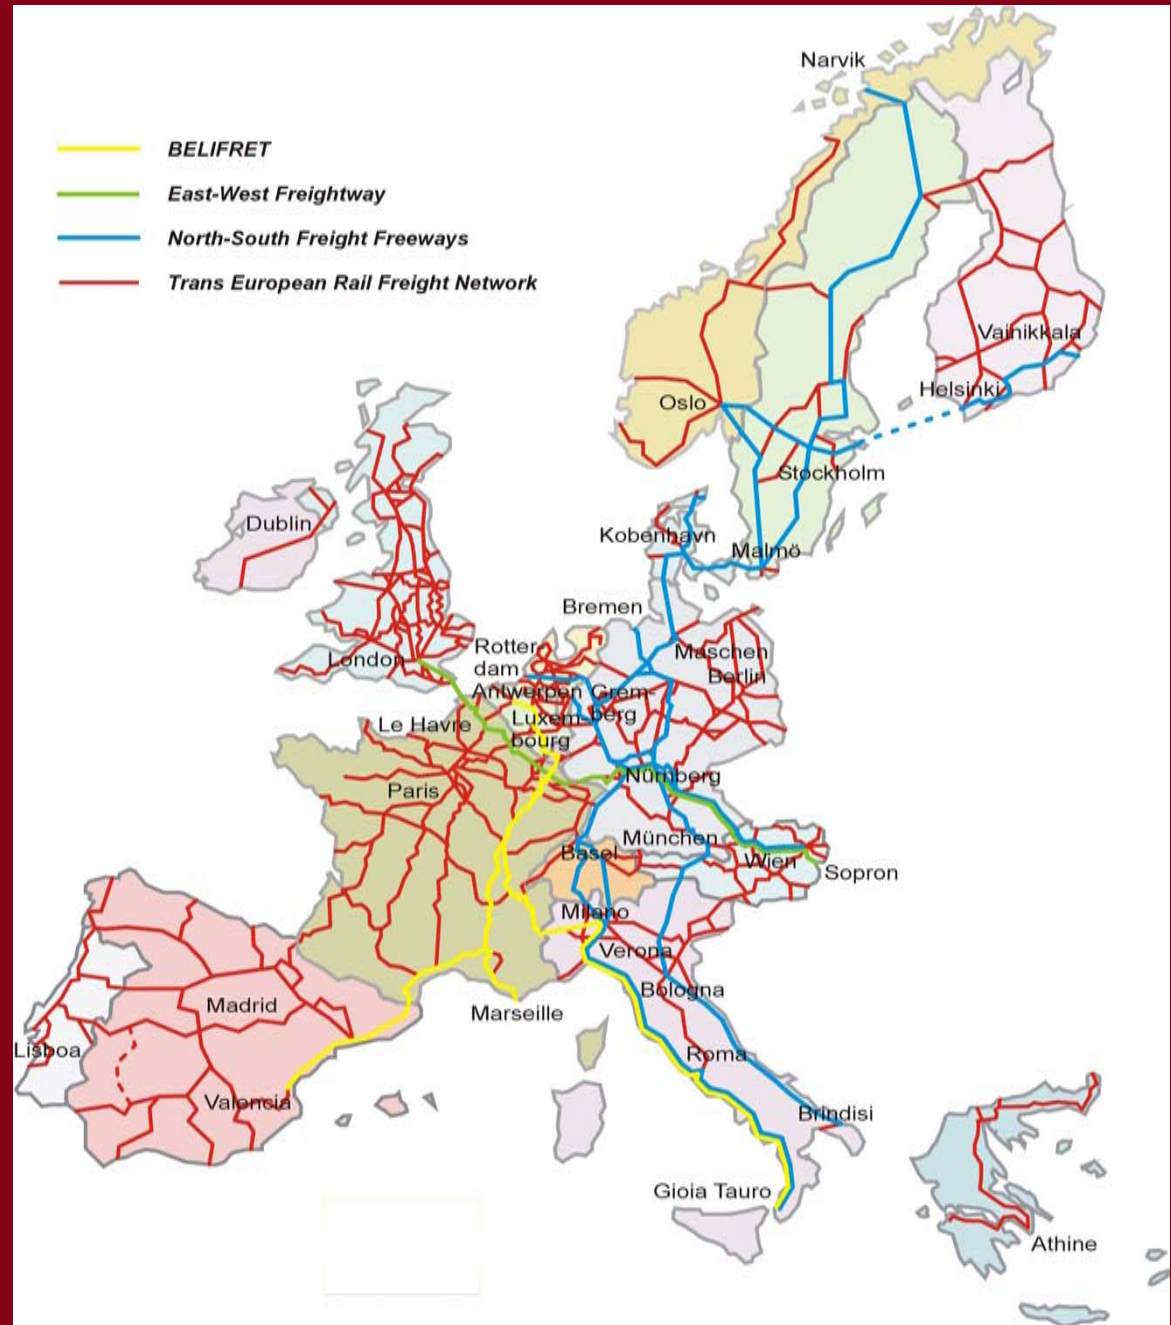 Narvik
BELIFRET
East-West Freightway
North-South Freight Freeways
Trans European Rail Freight Network
Vainikkala
Helsinki
Oslo
Stockholm
Dublin
Kobenhavn
Malmö
Bremen
Rotter-
dam
Maschen
London
Berlin
Antwerpen
Grem-
berg
Luxem-
bourg
Le Havre
Nürnberg
Paris
München
Basel
Wien
Sopron
Milano
Verona
Bologna
Madrid
Marseille
Lisboa
Roma
Valencia
Brindisi
Gioia Tauro
Athine